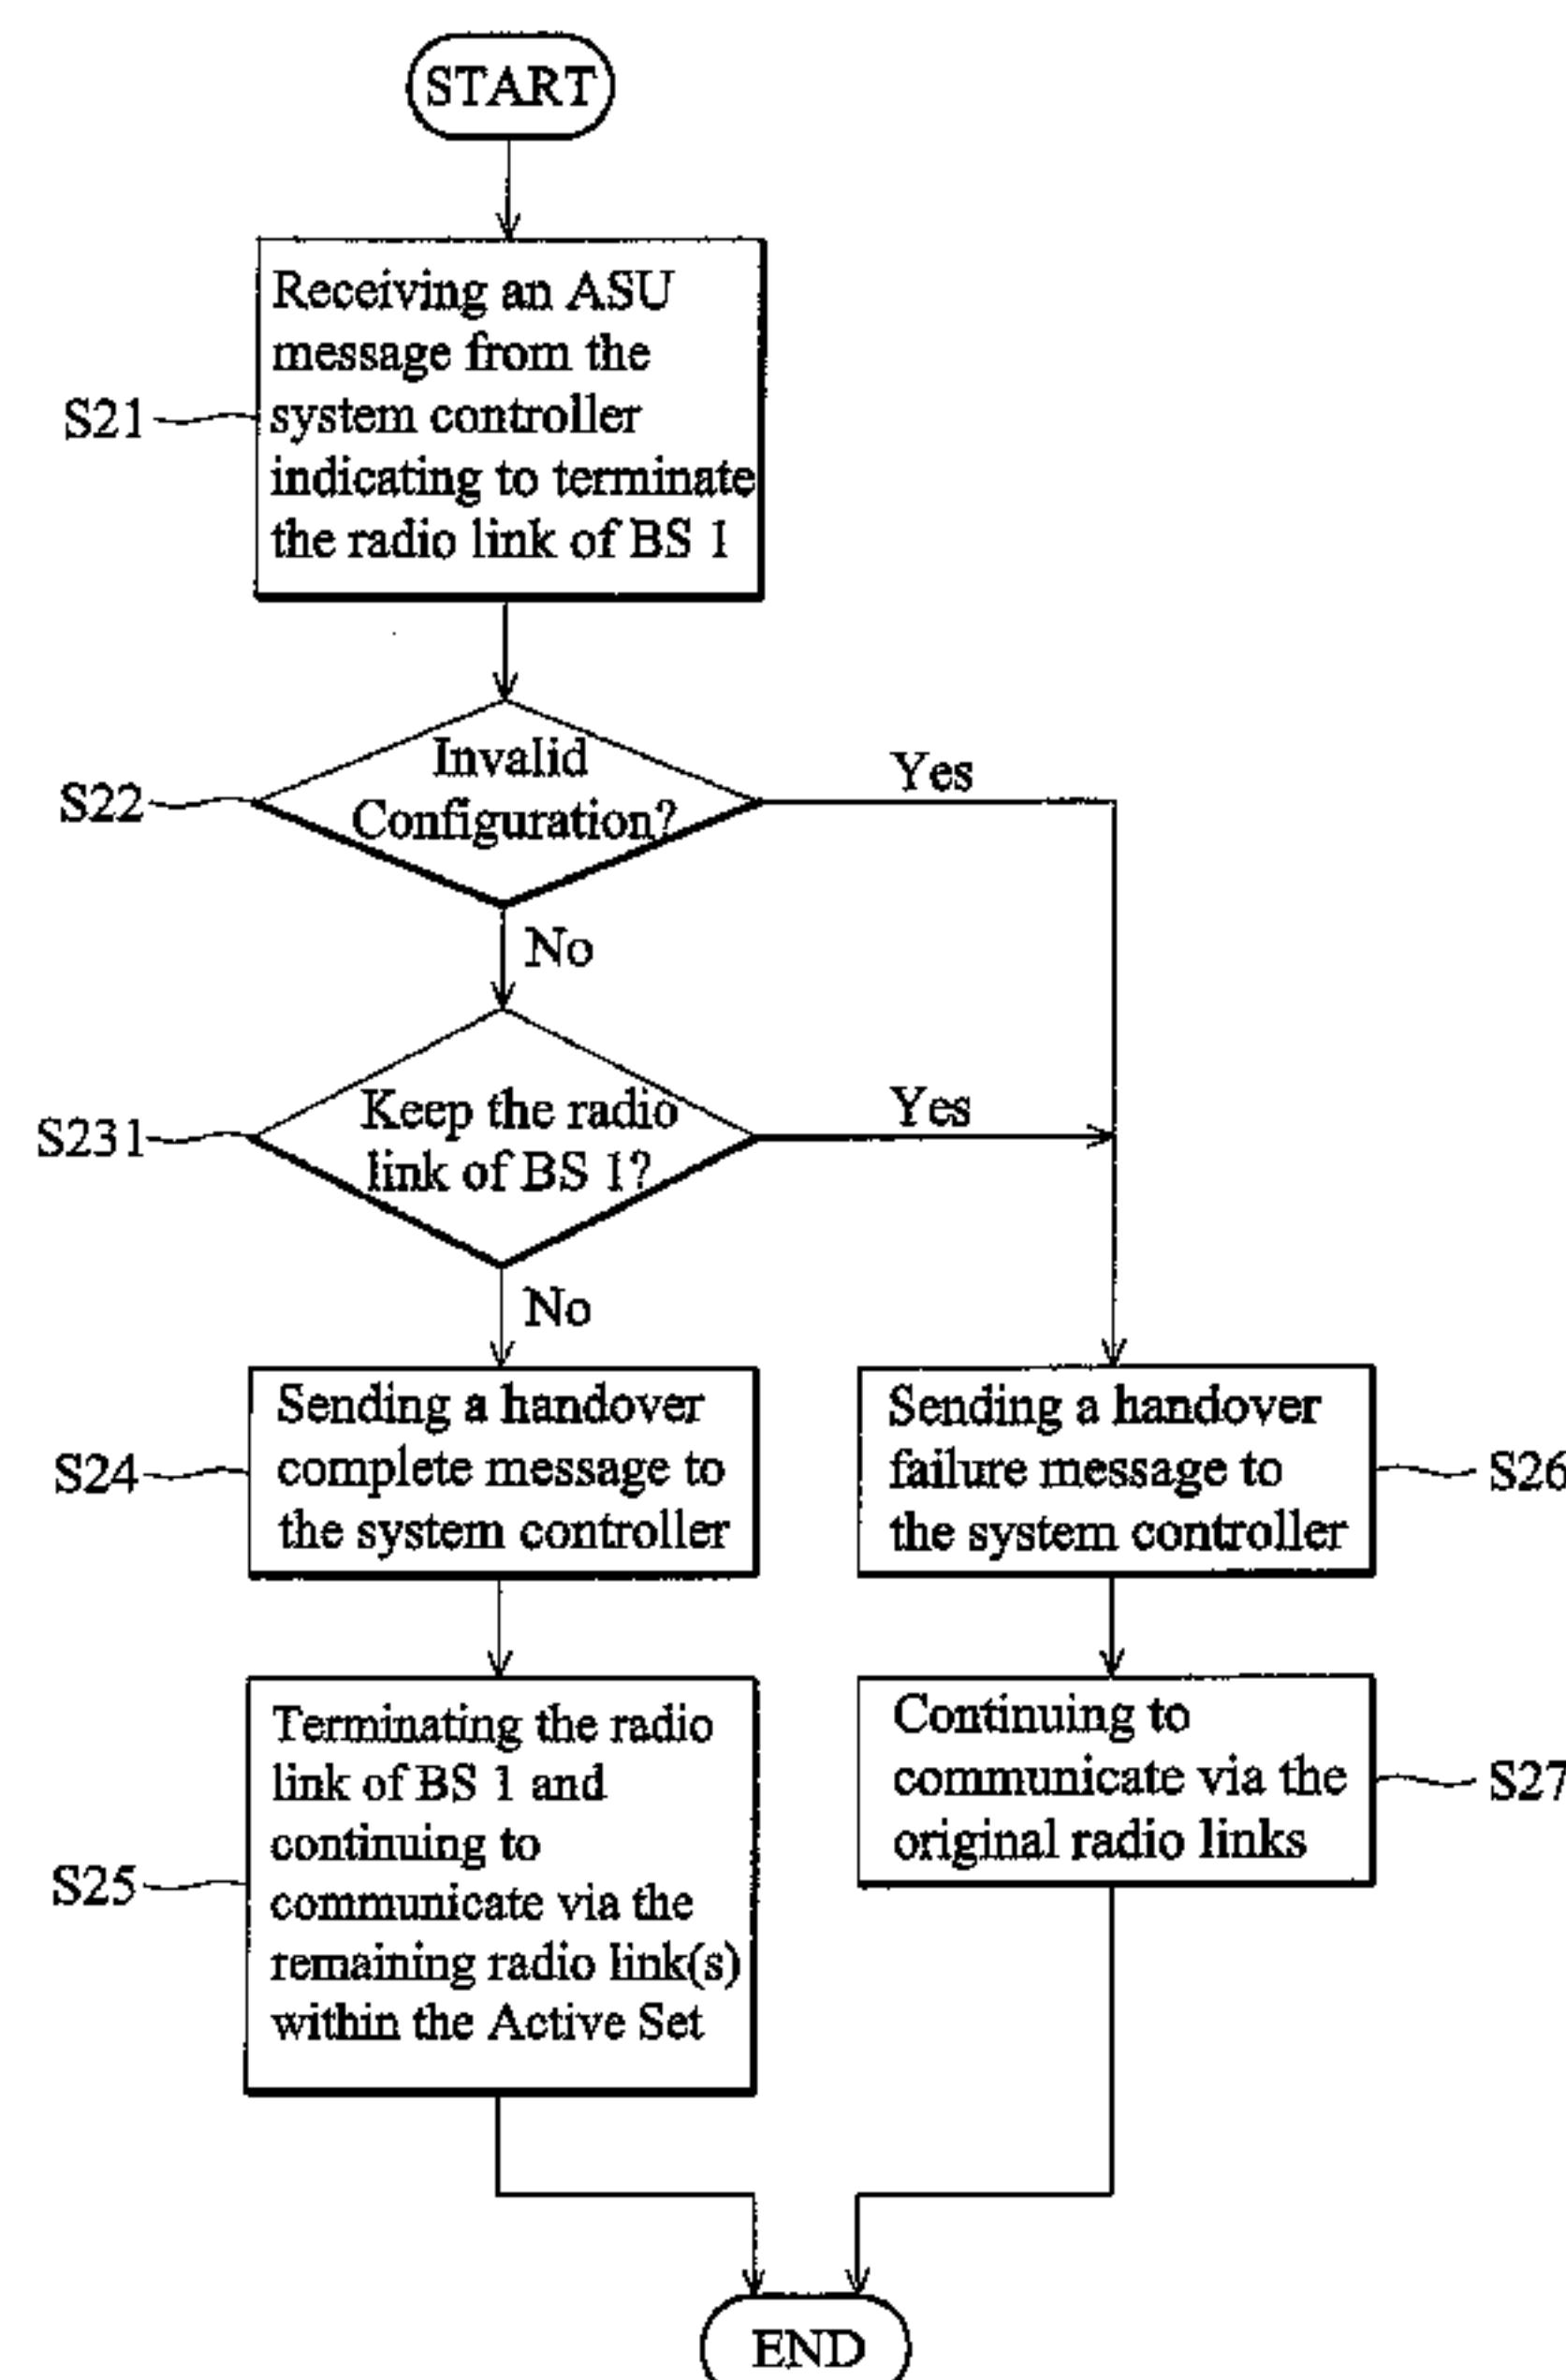 START
Receiving an ASU
message from the
system controller
indicating to terminate
the radio link of BS 1
S21
Invalid
Configuration?
S22
Yes
No
Keep the radio
link of BS 1?
S231
Yes
No
Sending a handover
complete message to
the system controller
S24
Sending a handover
failure message to
the system controller
S26
Terminating the radio
link of BS 1 and
continuing to
communicate via the
remaining radio link(s)
within the Active Set
S25
Continuing to
communicate via the
original radio links
S27
END